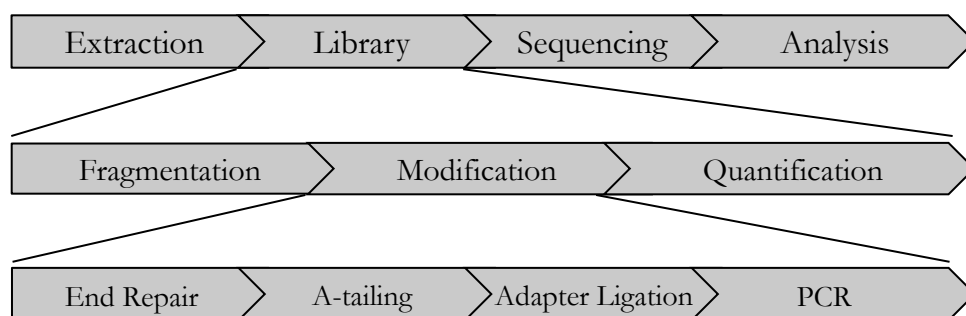 Extraction Library Sequencing Analysis
Fragmentation Modification Quantification
End Repair A-tailing Adapter Ligation PCR